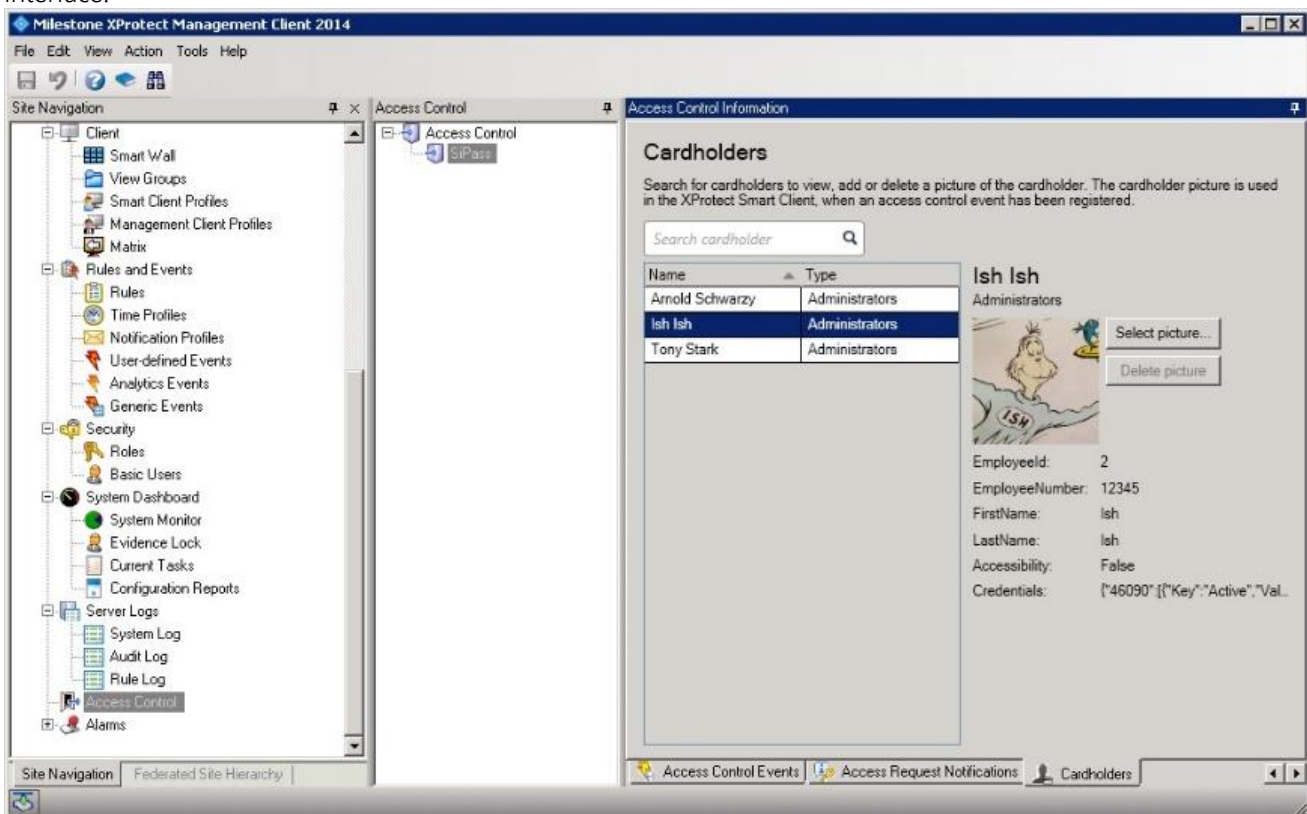 interface.
Milestone XProtect Management Client 2014
File Edit View Action Tools Help
Site Navigation
Client
Smart Wall
View Groups
Smart Client Profiles
Management Client Profiles
Matrix
Rules and Events
Rules
Time Profiles
Notification Profiles
User-defined Events
Analytics Events
Generic Events
Security
Roles
Basic Users
System Dashboard
System Monitor
Evidence Lock
Current Tasks
Configuration Reports
Server Logs
System Log
Audit Log
Rule Log
Access Control
Alarms
Site Navigation Federated Site Hierarchy
Access Control
Access Control
SiPass
Access Control Information
Cardholders
Search for cardholders to view, add or delete a picture of the cardholder. The cardholder picture is used
in the XProtect Smart Client, when an access control event has been registered.
Search cardholder
Name Type
Arnold Schwarzy Administrators
Ish Ish Administrators
Tony Stark Administrators
Ish Ish
Administrators
ISH
Select picture...
Delete picture
EmployeeId: 2
EmployeeNumber: 12345
FirstName: Ish
LastName: Ish
Accessibility: False
Credentials: {"46090":[{"Key":"Active","Val...
Access Control Events Access Request Notifications Cardholders